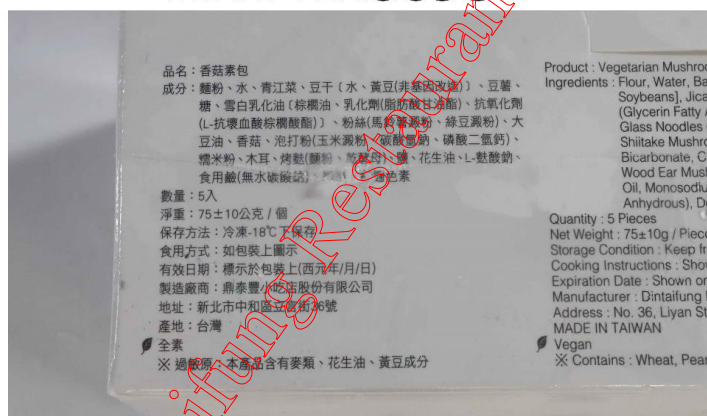 品名：香菇素包
成分：麵粉、水、青江菜、豆干〔水、黃豆(非基因改造)〕、豆薯、
糖、雪白乳化油〔棕櫚油、乳化劑(脂肪酸甘油酯)、抗氧化劑
(L-抗壞血酸棕櫚酸酯)〕、粉絲(馬鈴薯澱粉、綠豆澱粉)、大
豆油、香菇、泡打粉(玉米澱粉、碳酸氫鈉、磷酸二氫鈣)、
糯米粉、木耳、烤麩(麵粉、乾酵母)、鹽、花生油、L-麩酸鈉、
食用鹼(無水碳酸鈉)、色素
數量：5入
淨重：75±10公克 / 個
保存方法：冷凍-18℃下保存
食用方式：如包裝上圖示
有效日期：標示於包裝上(西元年/月/日)
製造廠商：鼎泰豐小吃店股份有限公司
地址：新北市中和區立言街36號
產地：台灣
全素
※ 過敏原：本產品含有麥類、花生油、黃豆成分
Product : Vegetarian Mushroo
Ingredients : Flour, Water, Ba
Soybeans], Jica
(Glycerin Fatty A
Glass Noodles (
Shiitake Mushro
Bicarbonate, C
Wood Ear Mush
Oil, Monosodiu
Anhydrous), De
Quantity : 5 Pieces
Net Weight : 75±10g / Piece
Storage Condition : Keep fr
Cooking Instructions : Show
Expiration Date : Shown on
Manufacturer : Dintaifung
Address : No. 36, Liyan St
MADE IN TAIWAN
Vegan
※ Contains : Wheat, Pean
ifung Restauran